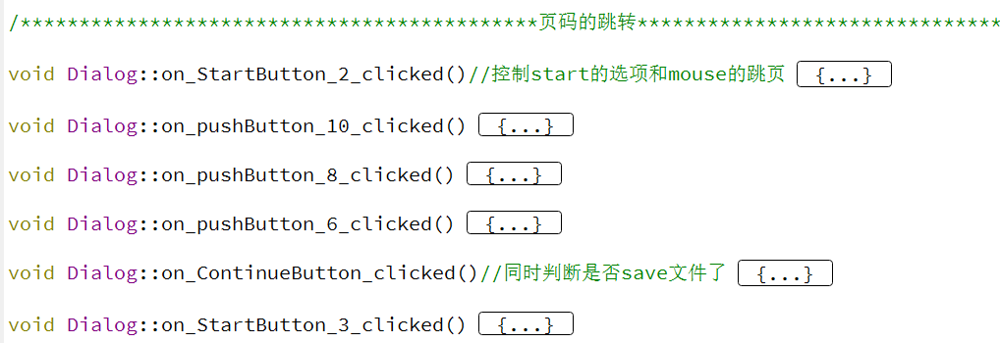 /********************************************页码的跳转*******************************
void Dialog::on_StartButton_2_clicked()//控制start的选项和mouse的跳页 {...}
void Dialog::on_pushButton_10_clicked() {...}
void Dialog::on_pushButton_8_clicked() {...}
void Dialog::on_pushButton_6_clicked() {...}
void Dialog::on_ContinueButton_clicked()//同时判断是否save文件了 {...}
void Dialog::on_StartButton_3_clicked() {...}